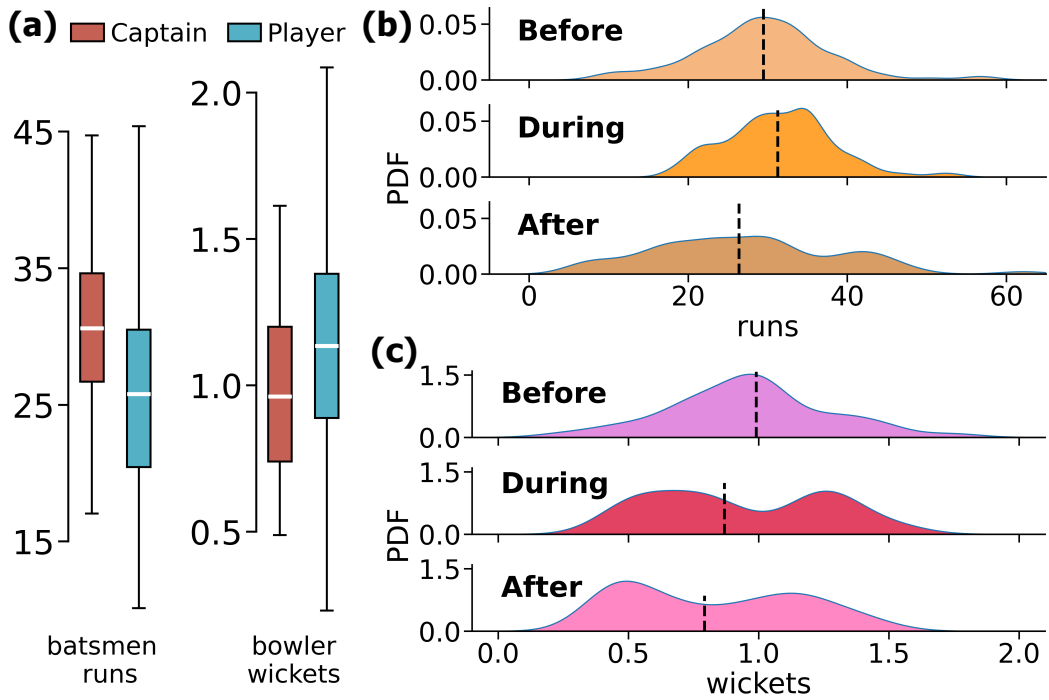 (a) Captain Player
45
35
25
15
2.0
1.5
1.0
0.5
batsmen
runs
bowler
wickets
(b)
PDF
Before
0.05
0.00
During
0.05
0.00
After
0.05
0.00
0 20 40 60
runs
(c)
PDF
Before
1.5
0.0
During
1.5
0.0
After
1.5
0.0
0.0 0.5 1.0 1.5 2.0
wickets